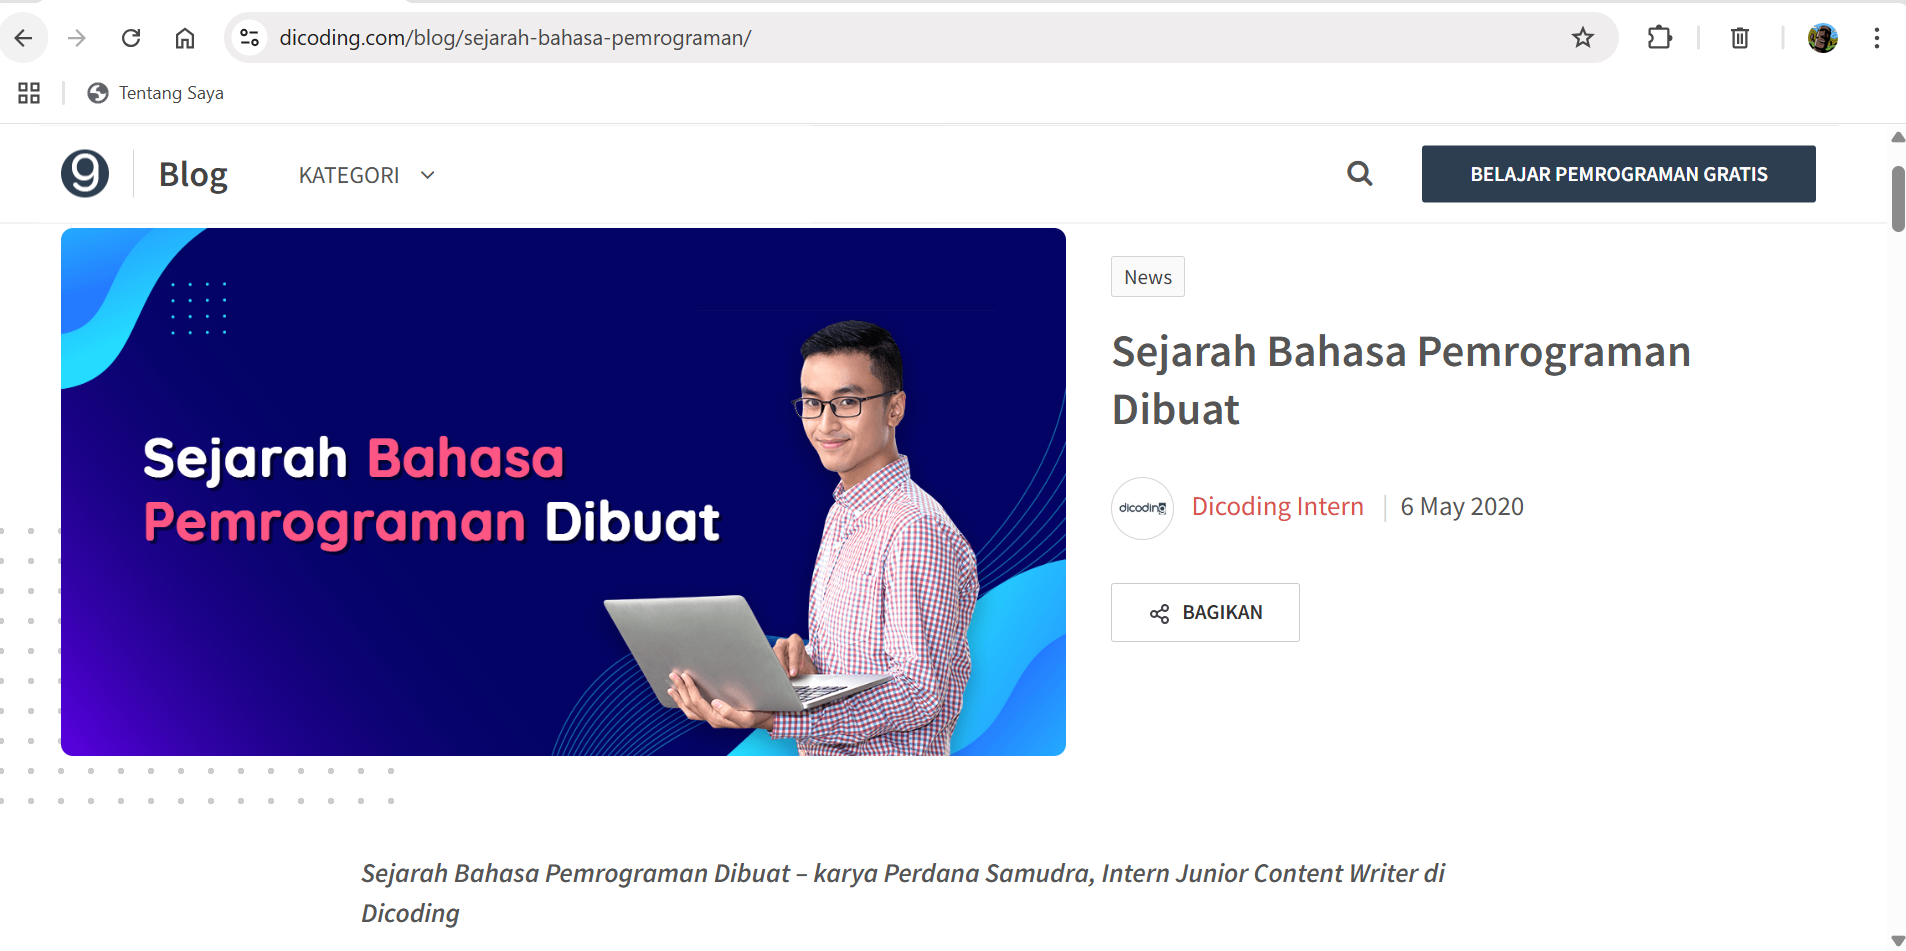 dicoding.com/blog/sejarah-bahasa-pemrograman/
Tentang Saya
Blog
KATEGORI
BELAJAR PEMROGRAMAN GRATIS
Sejarah Bahasa
Pemrograman Dibuat
News
Sejarah Bahasa Pemrograman
Dibuat
dicoding
Dicoding Intern | 6 May 2020
BAGIKAN
Sejarah Bahasa Pemrograman Dibuat – karya Perdana Samudra, Intern Junior Content Writer di
Dicoding